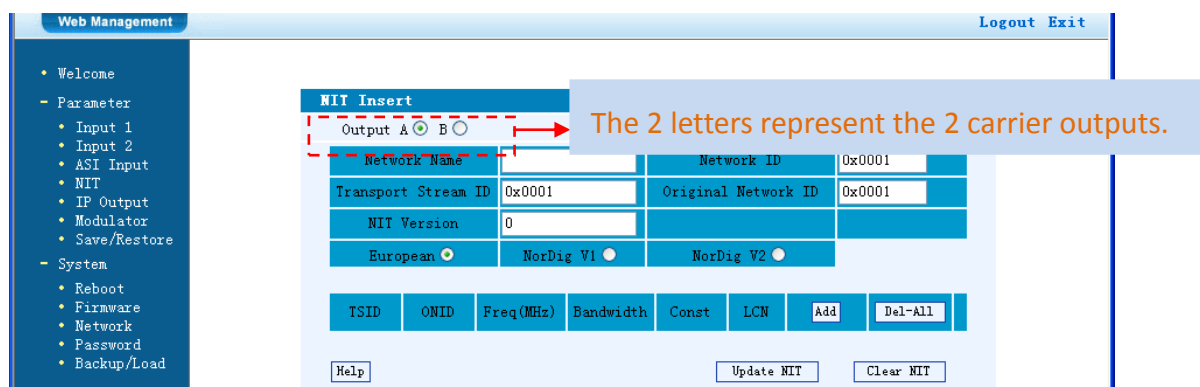 Web Management
Logout Exit
Welcome
Parameter
Input 1
Input 2
ASI Input
NIT
IP Output
Modulator
Save/Restore
System
Reboot
Firmware
Network
Password
Backup/Load
NIT Insert
Output A B
The 2 letters represent the 2 carrier outputs.
Network Name Network ID 0x0001
Transport Stream ID 0x0001 Original Network ID 0x0001
NIT Version 0
European NorDig V1 NorDig V2
TSID ONID Freq(MHz) Bandwidth Const LCN Add Del-All
Help Update NIT Clear NIT